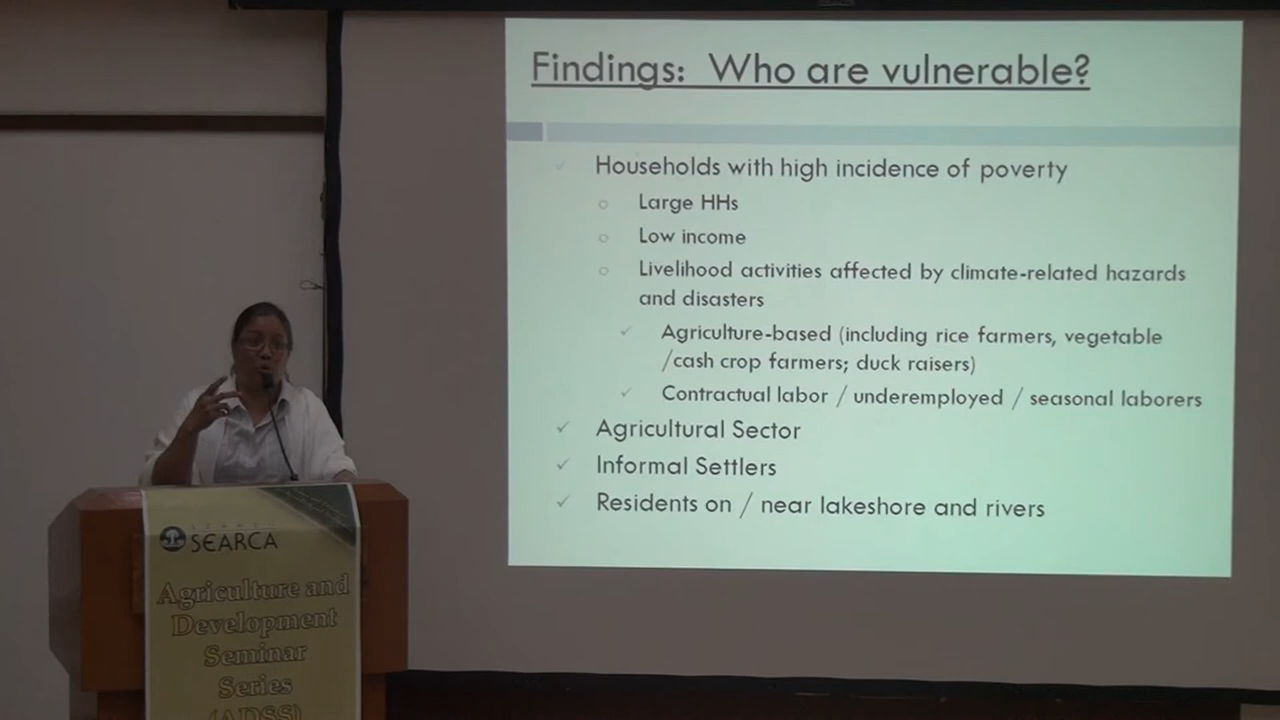 Findings: Who are vulnerable?
Households with high incidence of poverty
Large HHs
Low income
Livelihood activities affected by climate-related hazards
and disasters
Agriculture-based (including rice farmers, vegetable
/cash crop farmers; duck raisers)
Contractual labor / underemployed / seasonal laborers
Agricultural Sector
Informal Settlers
Residents on / near lakeshore and rivers
SEARCA
Agriculture and
Development
Seminar
Series
(ADSS)